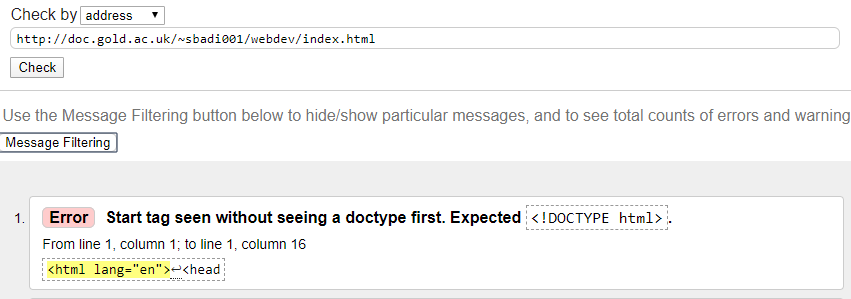 Check by address
http://doc.gold.ac.uk/~sbadi001/webdev/index.html
Check
Use the Message Filtering button below to hide/show particular messages, and to see total counts of errors and warning
Message Filtering
1. Error Start tag seen without seeing a doctype first. Expected <!DOCTYPE html>.
From line 1, column 1; to line 1, column 16
<html lang="en">↩<head